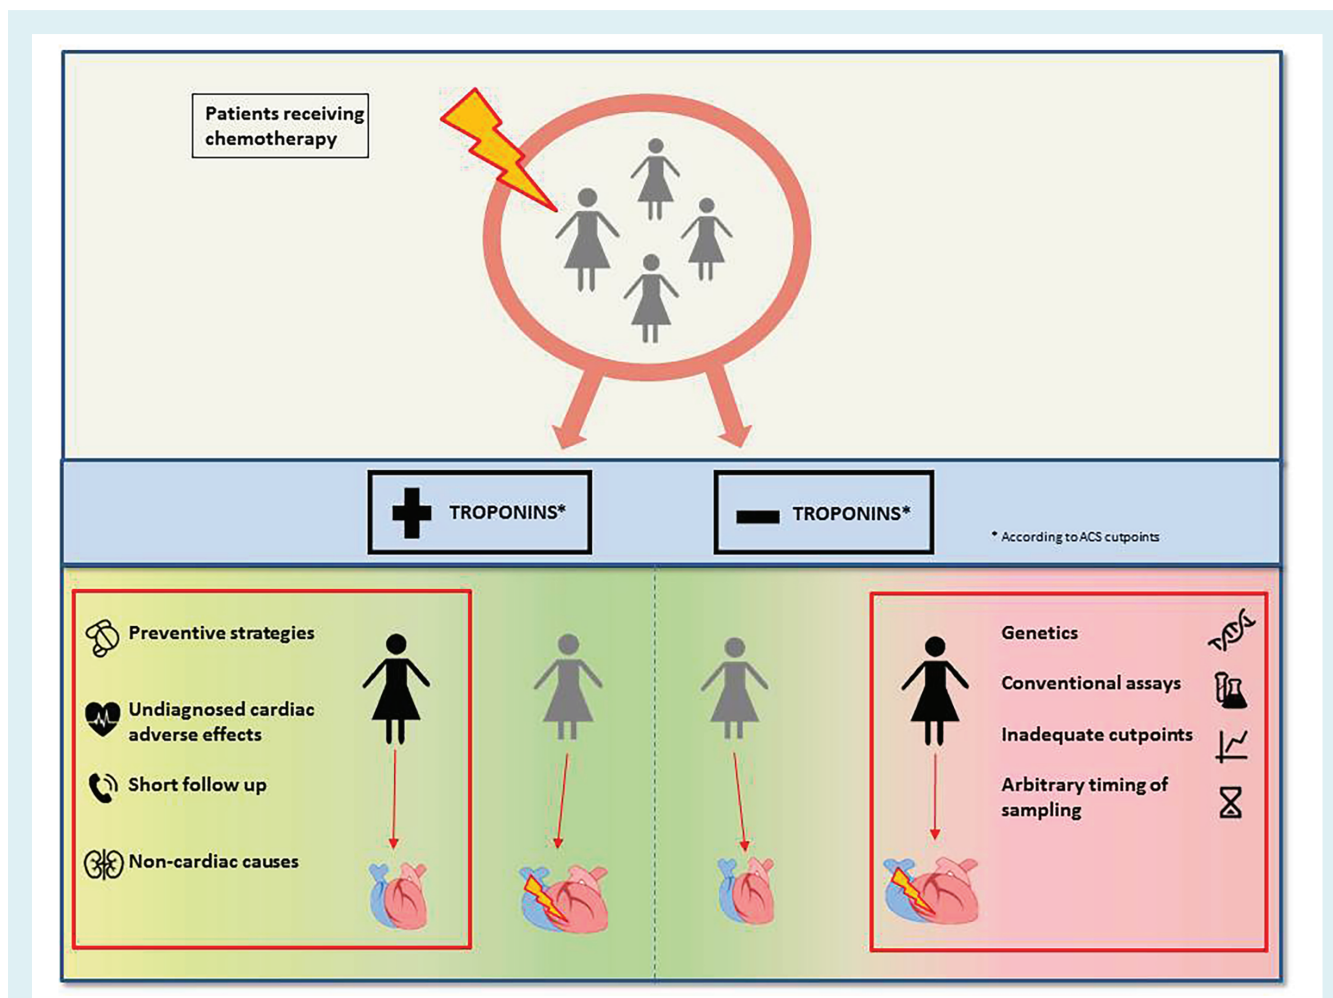 Patients receiving
chemotherapy
TROPONINS*
TROPONINS*
* According to ACS cutpoints
Preventive strategies
Undiagnosed cardiac
adverse effects
Short follow up
Non-cardiac causes
Genetics
Conventional assays
Inadequate cutpoints
Arbitrary timing of
sampling